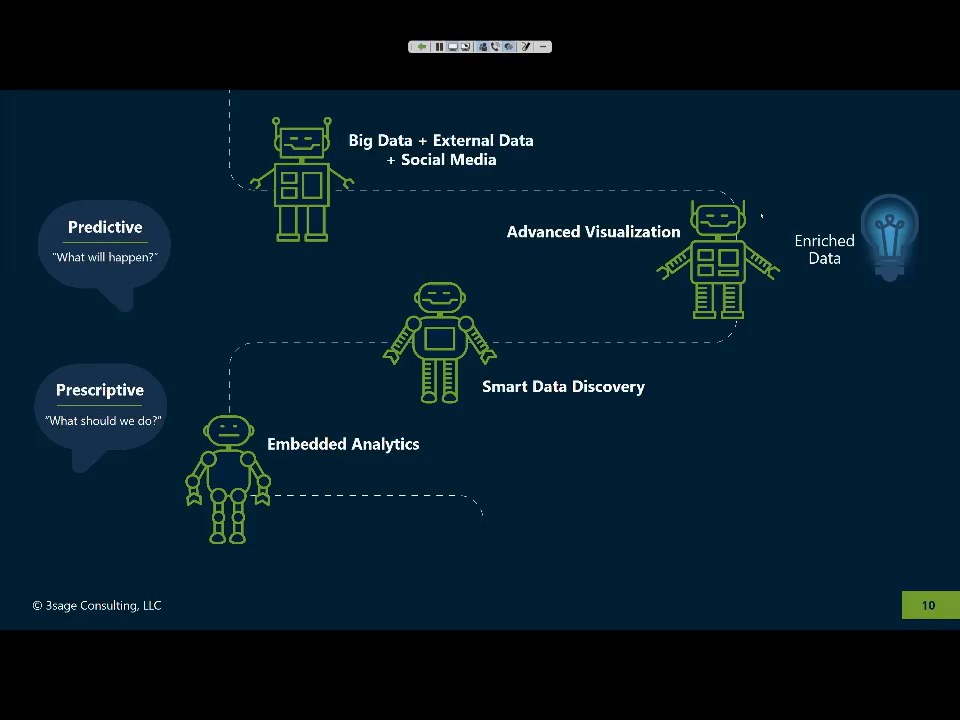 Big Data + External Data
+ Social Media
Predictive
"What will happen?"
Advanced Visualization
Enriched
Data
Smart Data Discovery
Prescriptive
"What should we do?"
Embedded Analytics
© 3sage Consulting, LLC
10